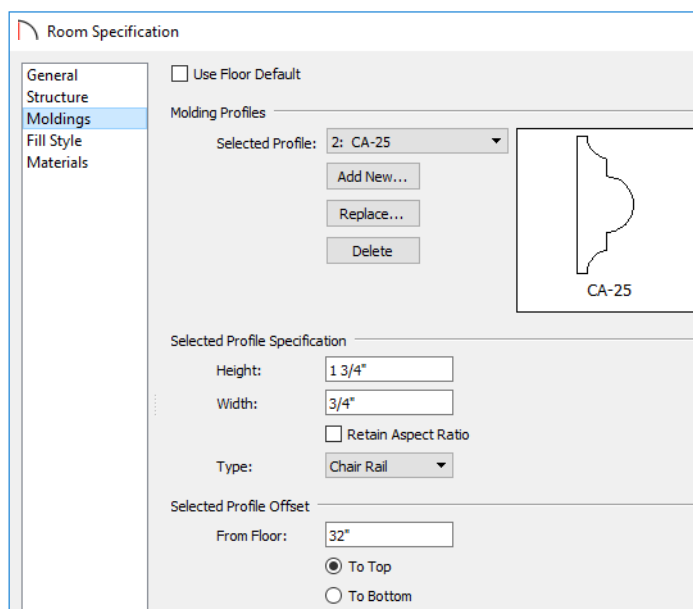 Room Specification
General
Structure
Moldings
Fill Style
Materials
Use Floor Default
Molding Profiles
Selected Profile: 2: CA-25
Add New...
Replace...
Delete
CA-25
Selected Profile Specification
Height: 1 3/4"
Width: 3/4"
Retain Aspect Ratio
Type: Chair Rail
Selected Profile Offset
From Floor: 32"
To Top
To Bottom